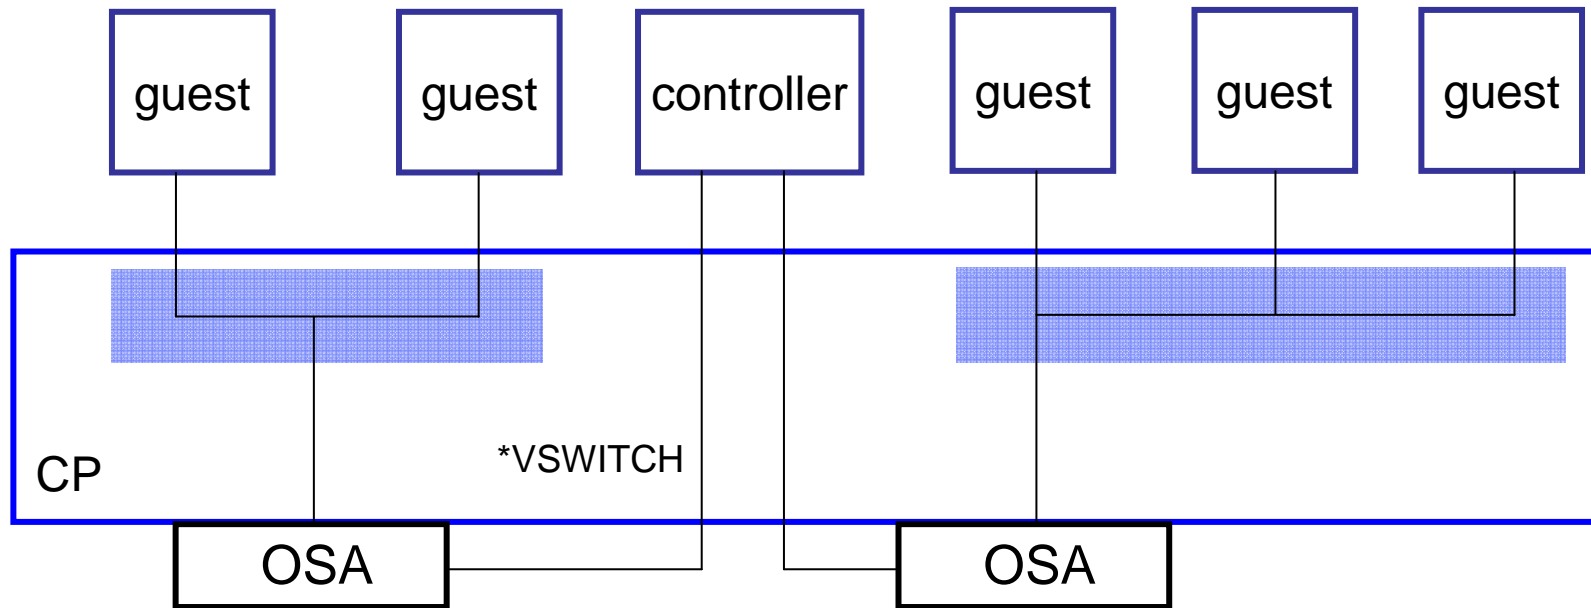 guest
guest
controller
guest
guest
guest
*VSWITCH
CP
OSA
OSA